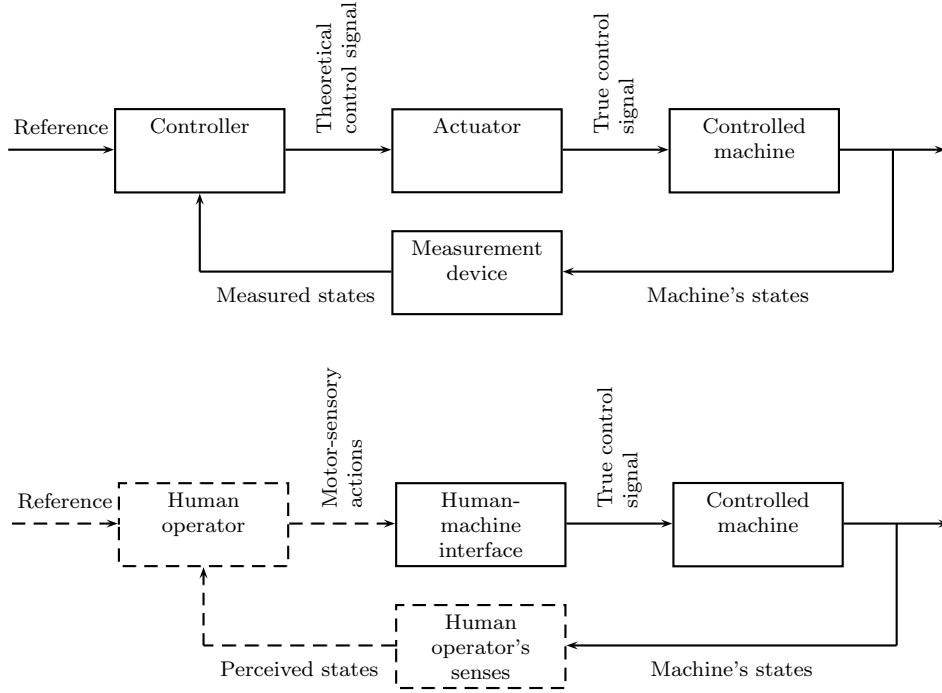 Theoretical
control signal
True control
signal
Reference
Controller
Actuator
Controlled
machine
Measurement
device
Measured states
Machine's states
Motor-sensory
actions
True control
signal
Reference
Human
operator
Human-
machine
interface
Controlled
machine
Human
operator's
senses
Perceived states
Machine's states